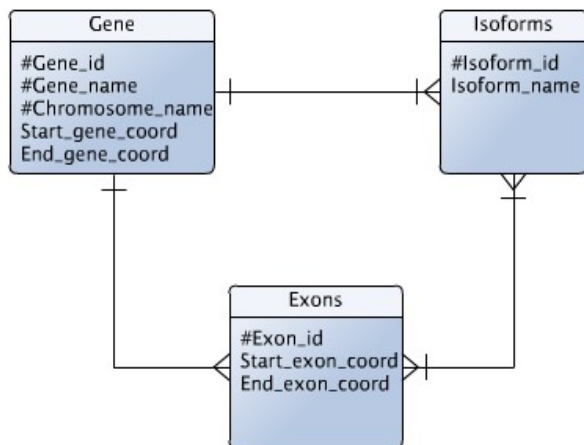 Gene
#Gene_id
#Gene_name
#Chromosome_name
Start_gene_coord
End_gene_coord
Isoforms
#Isoform_id
Isoform_name
Exons
#Exon_id
Start_exon_coord
End_exon_coord